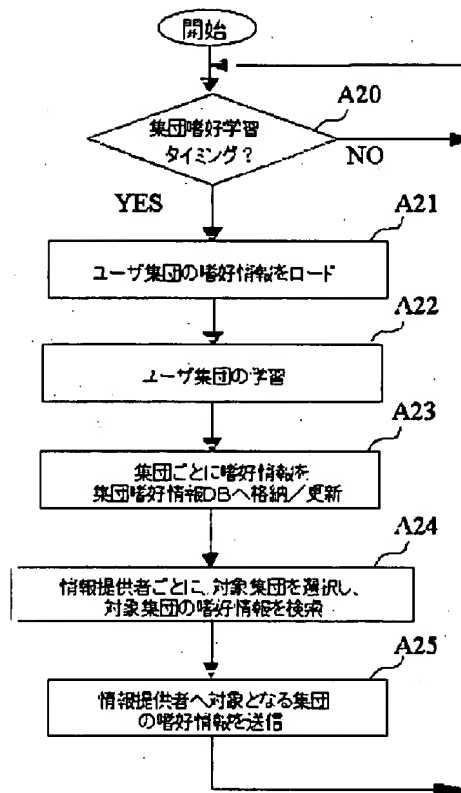 開始
A20
集団嗜好学習
タイミング?
NO
YES
A21
ユーザ集団の嗜好情報をロード
A22
ユーザ集団の学習
A23
集団ごとに嗜好情報を
集団嗜好情報DBへ格納/更新
A24
情報提供者ごとに、対象集団を選択し、
対象集団の嗜好情報を検索
A25
情報提供者へ対象となる集団
の嗜好情報を送信